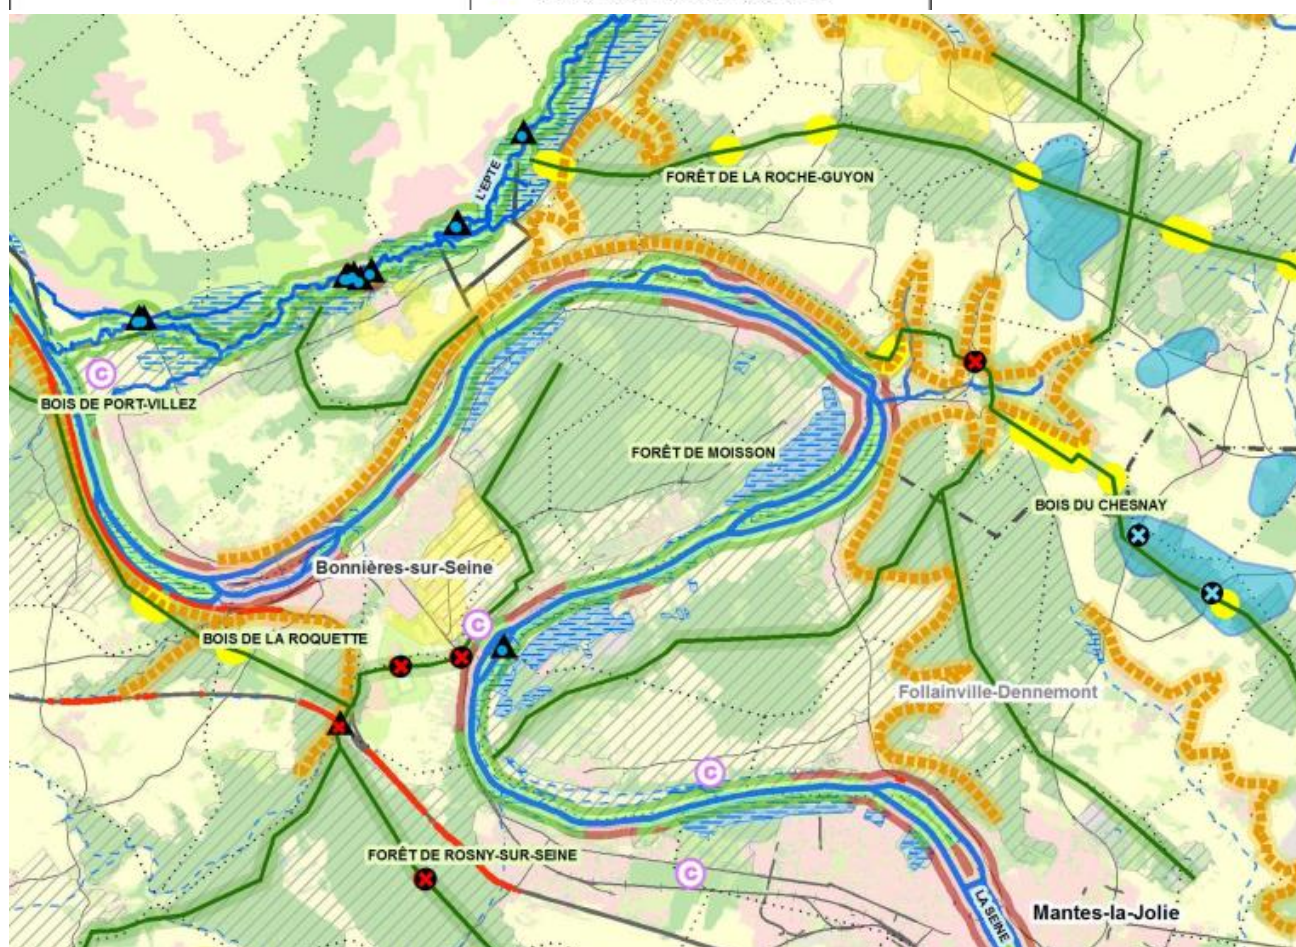 L'EPTE
FORÊT DE LA ROCHE-GUYON
BOIS DE PORT-VILLEZ
C
FORÊT DE MOISSON
BOIS DU CHESNAY
Bonnières-sur-Seine
C
BOIS DE LA ROQUETTE
Follainville-Dennemont
C
FORÊT DE ROSNY-SUR-SEINE
C
LA SEINE
Mantes-la-Jolie